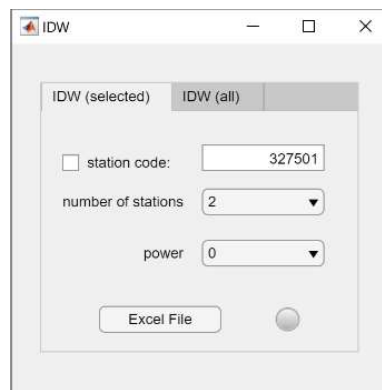 IDW
IDW (selected) IDW (all)
station code: 327501
number of stations 2
power 0
Excel File